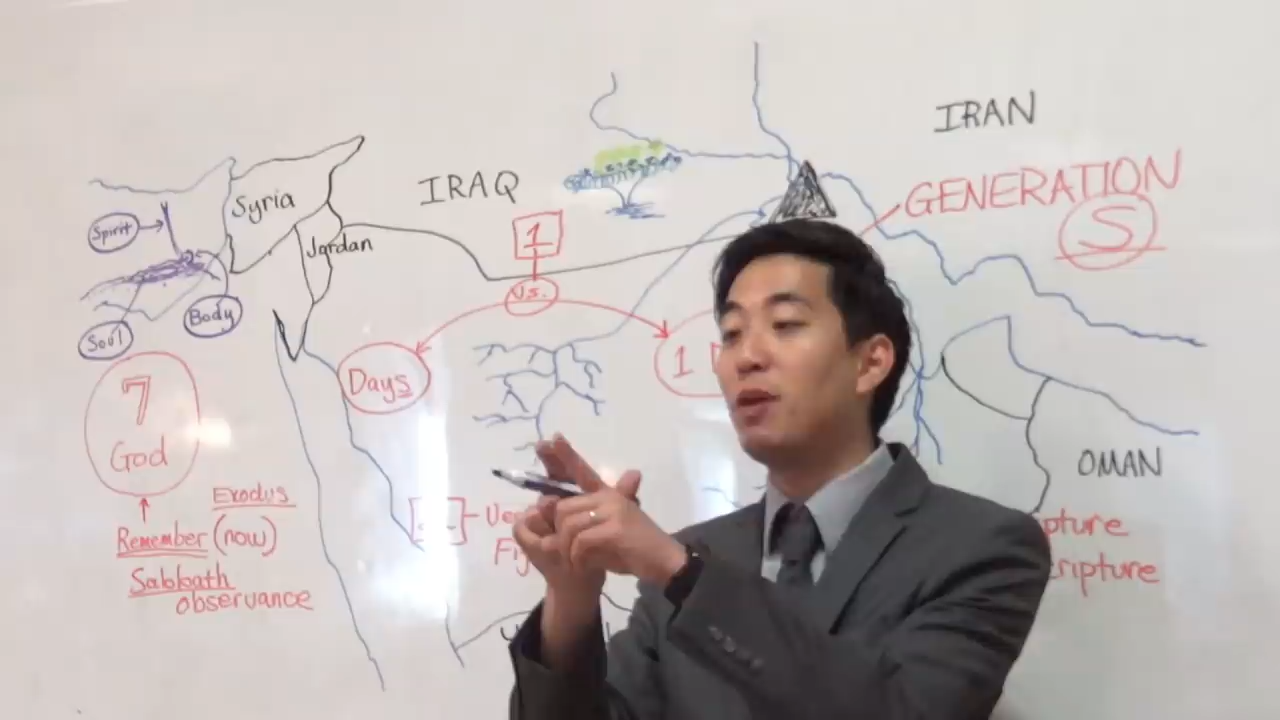 IRAN
GENERATION
S
IRAQ
Syria
Spirit
Jordan
1
vs.
Body
Soul
Days
1
7
God
OMAN
Exodus
Remember (now)
Sabbath
observance